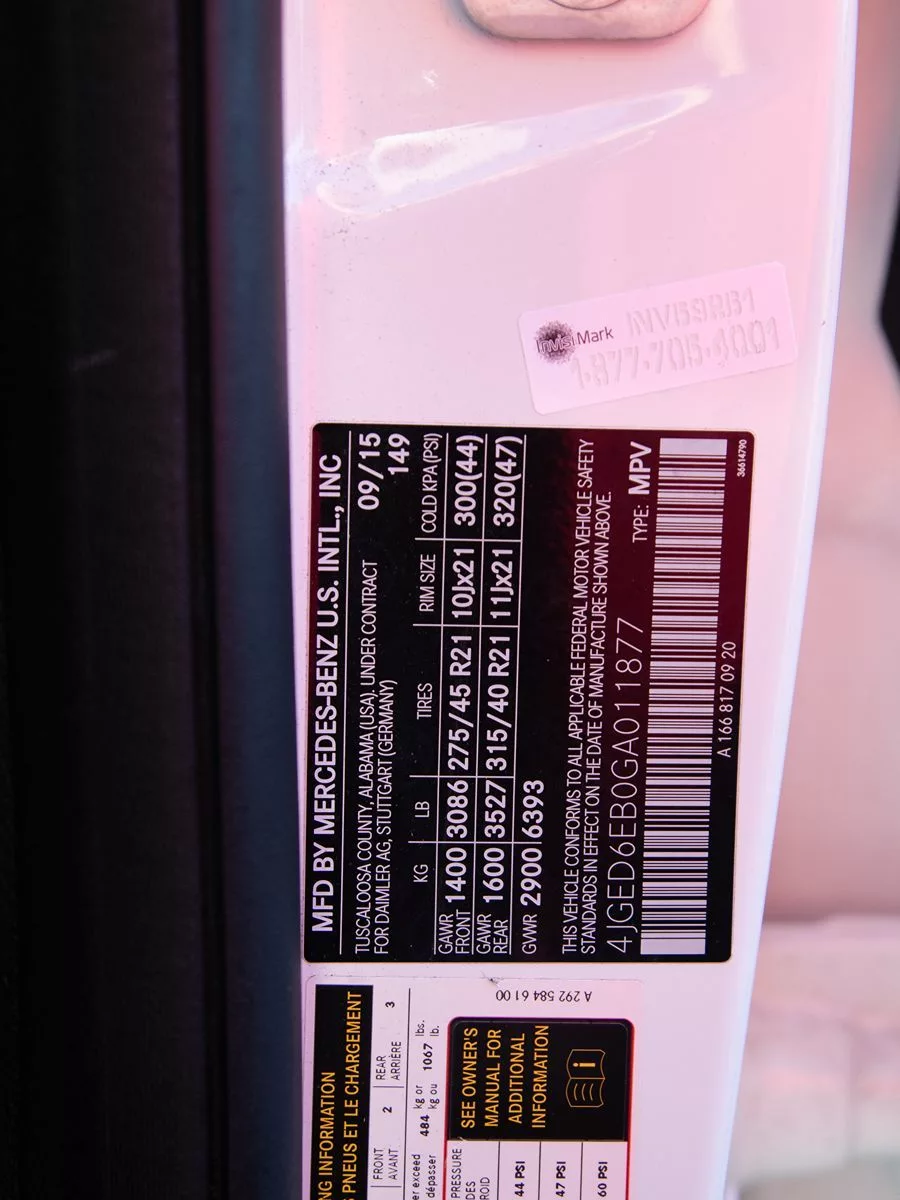 InvisiMark INV59RB1
1-877-705-4001
MFD BY MERCEDES-BENZ U.S. INTL., INC
TUSCALOOSA COUNTY, ALABAMA (USA), UNDER CONTRACT 09/15
FOR DAIMLER AG, STUTTGART (GERMANY) 149
KG LB TIRES RIM SIZE COLD KPA(PSI)
GAWR FRONT 1400 3086 275/45 R21 10Jx21 300(44)
GAWR REAR 1600 3527 315/40 R21 11Jx21 320(47)
GVWR 2900 6393
THIS VEHICLE CONFORMS TO ALL APPLICABLE FEDERAL MOTOR VEHICLE SAFETY
STANDARDS IN EFFECT ON THE DATE OF MANUFACTURE SHOWN ABOVE.
4JGED6EB0GA011877 TYPE: MPV
A 166 817 09 20
36614790
NG INFORMATION
PNEUS ET LE CHARGEMENT
FRONT 2 REAR 3
AVANT ARRIÈRE
exceed 484 kg or 1067 lbs.
dépasser kg ou lb.
PRESSURE
DES
44 PSI
47 PSI
60 PSI
SEE OWNER'S
MANUAL FOR
ADDITIONAL
INFORMATION
A 292 584 61 00